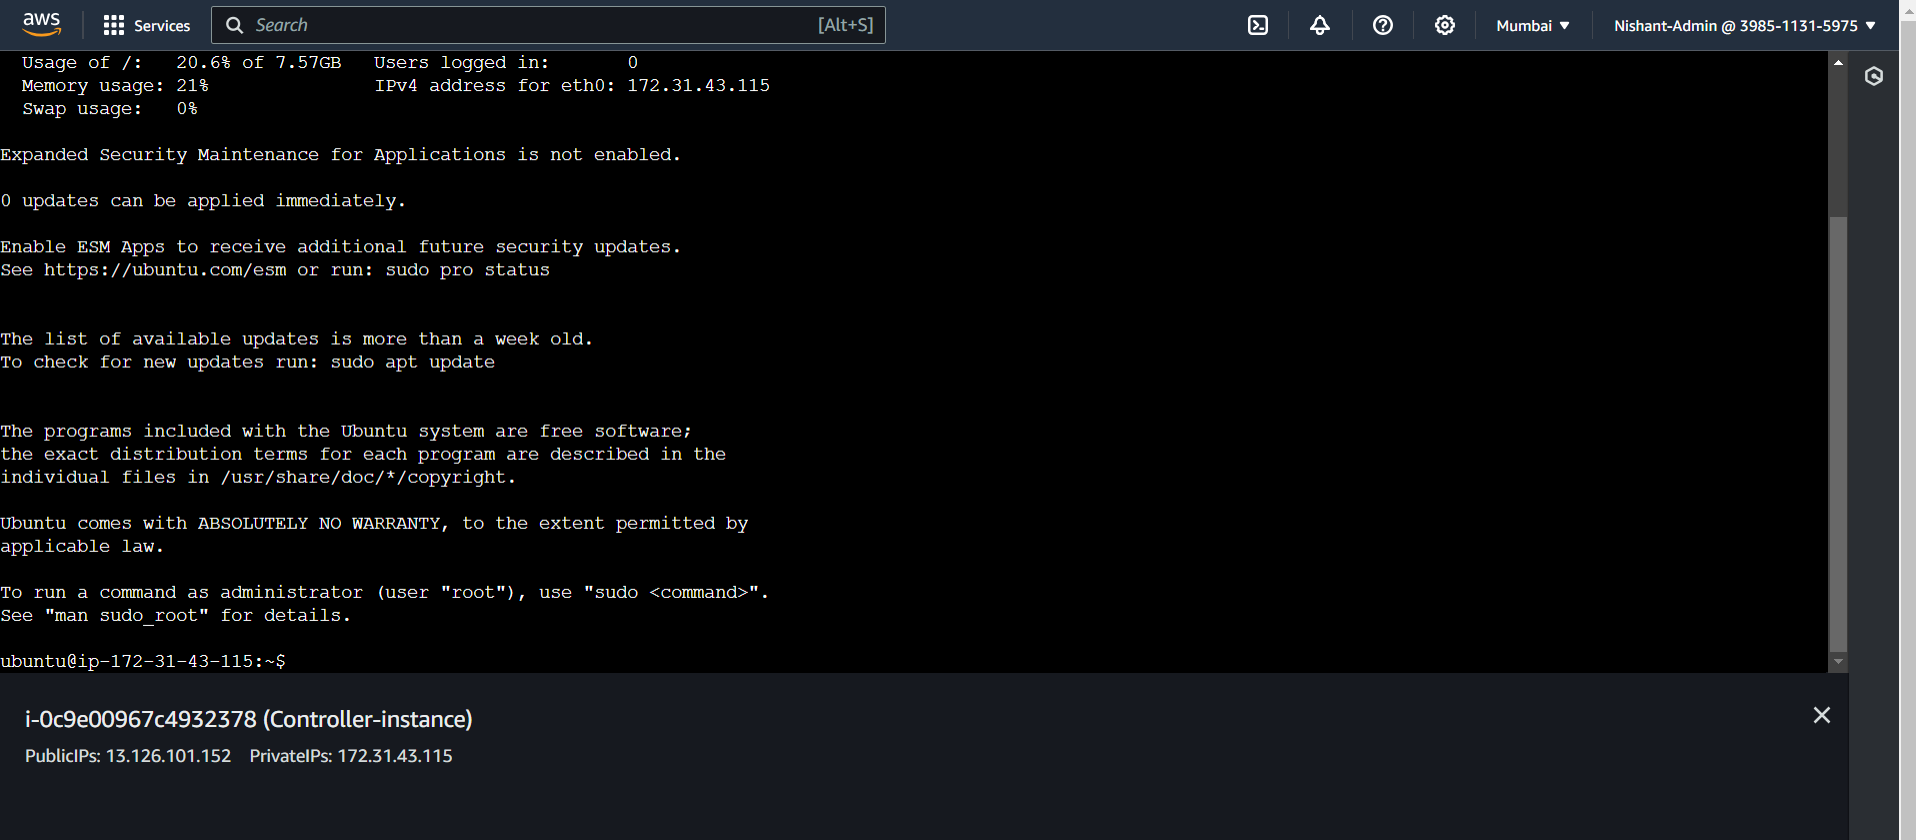 aws Services Search [Alt+S] Mumbai ▼ Nishant-Admin @ 3985-1131-5975 ▼
Usage of /: 20.6% of 7.57GB Users logged in: 0
Memory usage: 21% IPv4 address for eth0: 172.31.43.115
Swap usage: 0%
Expanded Security Maintenance for Applications is not enabled.
0 updates can be applied immediately.
Enable ESM Apps to receive additional future security updates.
See https://ubuntu.com/esm or run: sudo pro status
The list of available updates is more than a week old.
To check for new updates run: sudo apt update
The programs included with the Ubuntu system are free software;
the exact distribution terms for each program are described in the
individual files in /usr/share/doc/*/copyright.
Ubuntu comes with ABSOLUTELY NO WARRANTY, to the extent permitted by
applicable law.
To run a command as administrator (user "root"), use "sudo <command>".
See "man sudo_root" for details.
ubuntu@ip-172-31-43-115:~$
i-0c9e00967c4932378 (Controller-instance)
PublicIPs: 13.126.101.152 PrivateIPs: 172.31.43.115